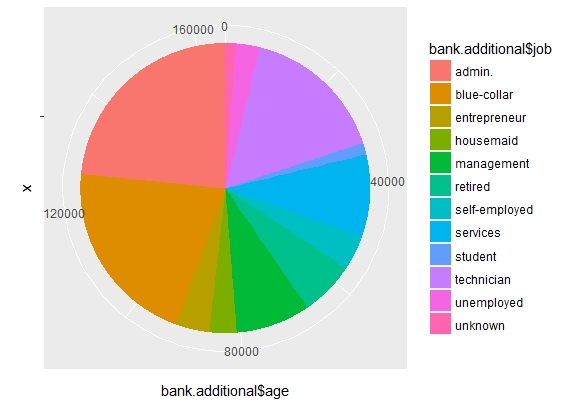 160000
0
40000
x
120000
80000
bank.additional$age
bank.additional$job
admin.
blue-collar
entrepreneur
housemaid
management
retired
self-employed
services
student
technician
unemployed
unknown